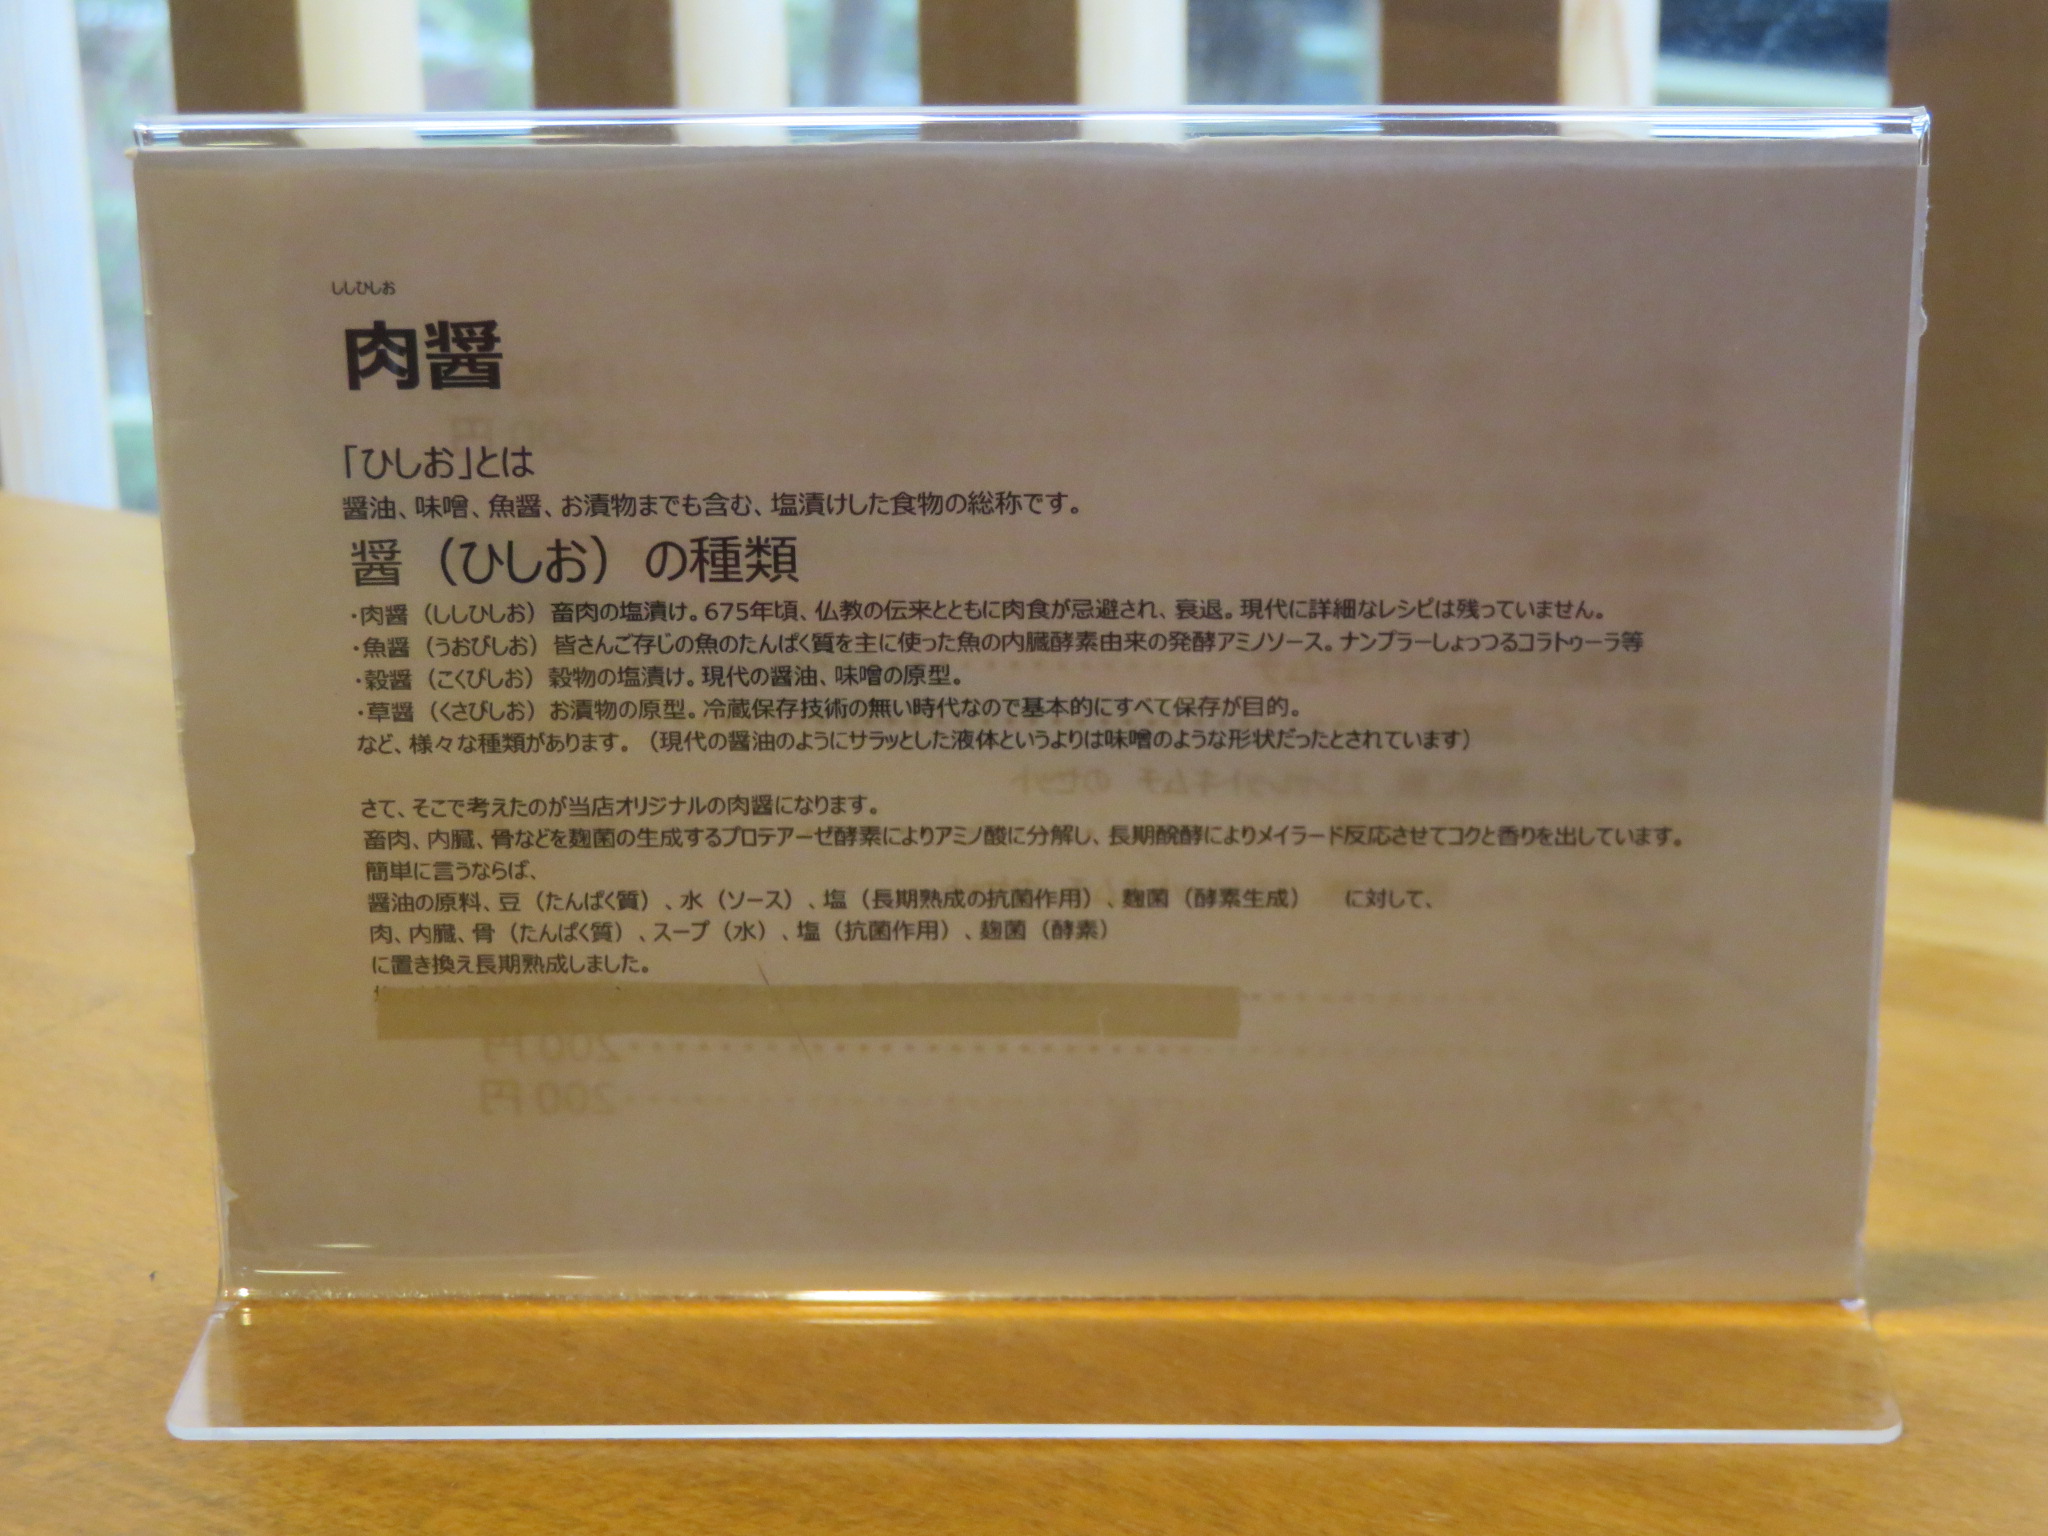 ししひしお
肉醤
「ひしお」とは
醤油、味噌、魚醤、お漬物までも含む、塩漬けした食物の総称です。
醤（ひしお）の種類
・肉醤（ししひしお）畜肉の塩漬け。675年頃、仏教の伝来とともに肉食が忌避され、衰退。現代に詳細なレシピは残っていません。
・魚醤（うおびしお）皆さんご存じの魚のたんぱく質を主に使った魚の内臓酵素由来の発酵アミノソース。ナンプラーしょっつるコラトゥーラ等
・穀醤（こくびしお）穀物の塩漬け。現代の醤油、味噌の原型。
・草醤（くさびしお）お漬物の原型。冷蔵保存技術の無い時代なので基本的にすべて保存が目的。
など、様々な種類があります。（現代の醤油のようにサラッとした液体というよりは味噌のような形状だったとされています）
さて、そこで考えたのが当店オリジナルの肉醤になります。
畜肉、内臓、骨などを麹菌の生成するプロテアーゼ酵素によりアミノ酸に分解し、長期醗酵によりメイラード反応させてコクと香りを出しています。
簡単に言うならば、
醤油の原料、豆（たんぱく質）、水（ソース）、塩（長期熟成の抗菌作用）、麹菌（酵素生成） に対して、
肉、内臓、骨（たんぱく質）、スープ（水）、塩（抗菌作用）、麹菌（酵素）
に置き換え長期熟成しました。
200円
200円